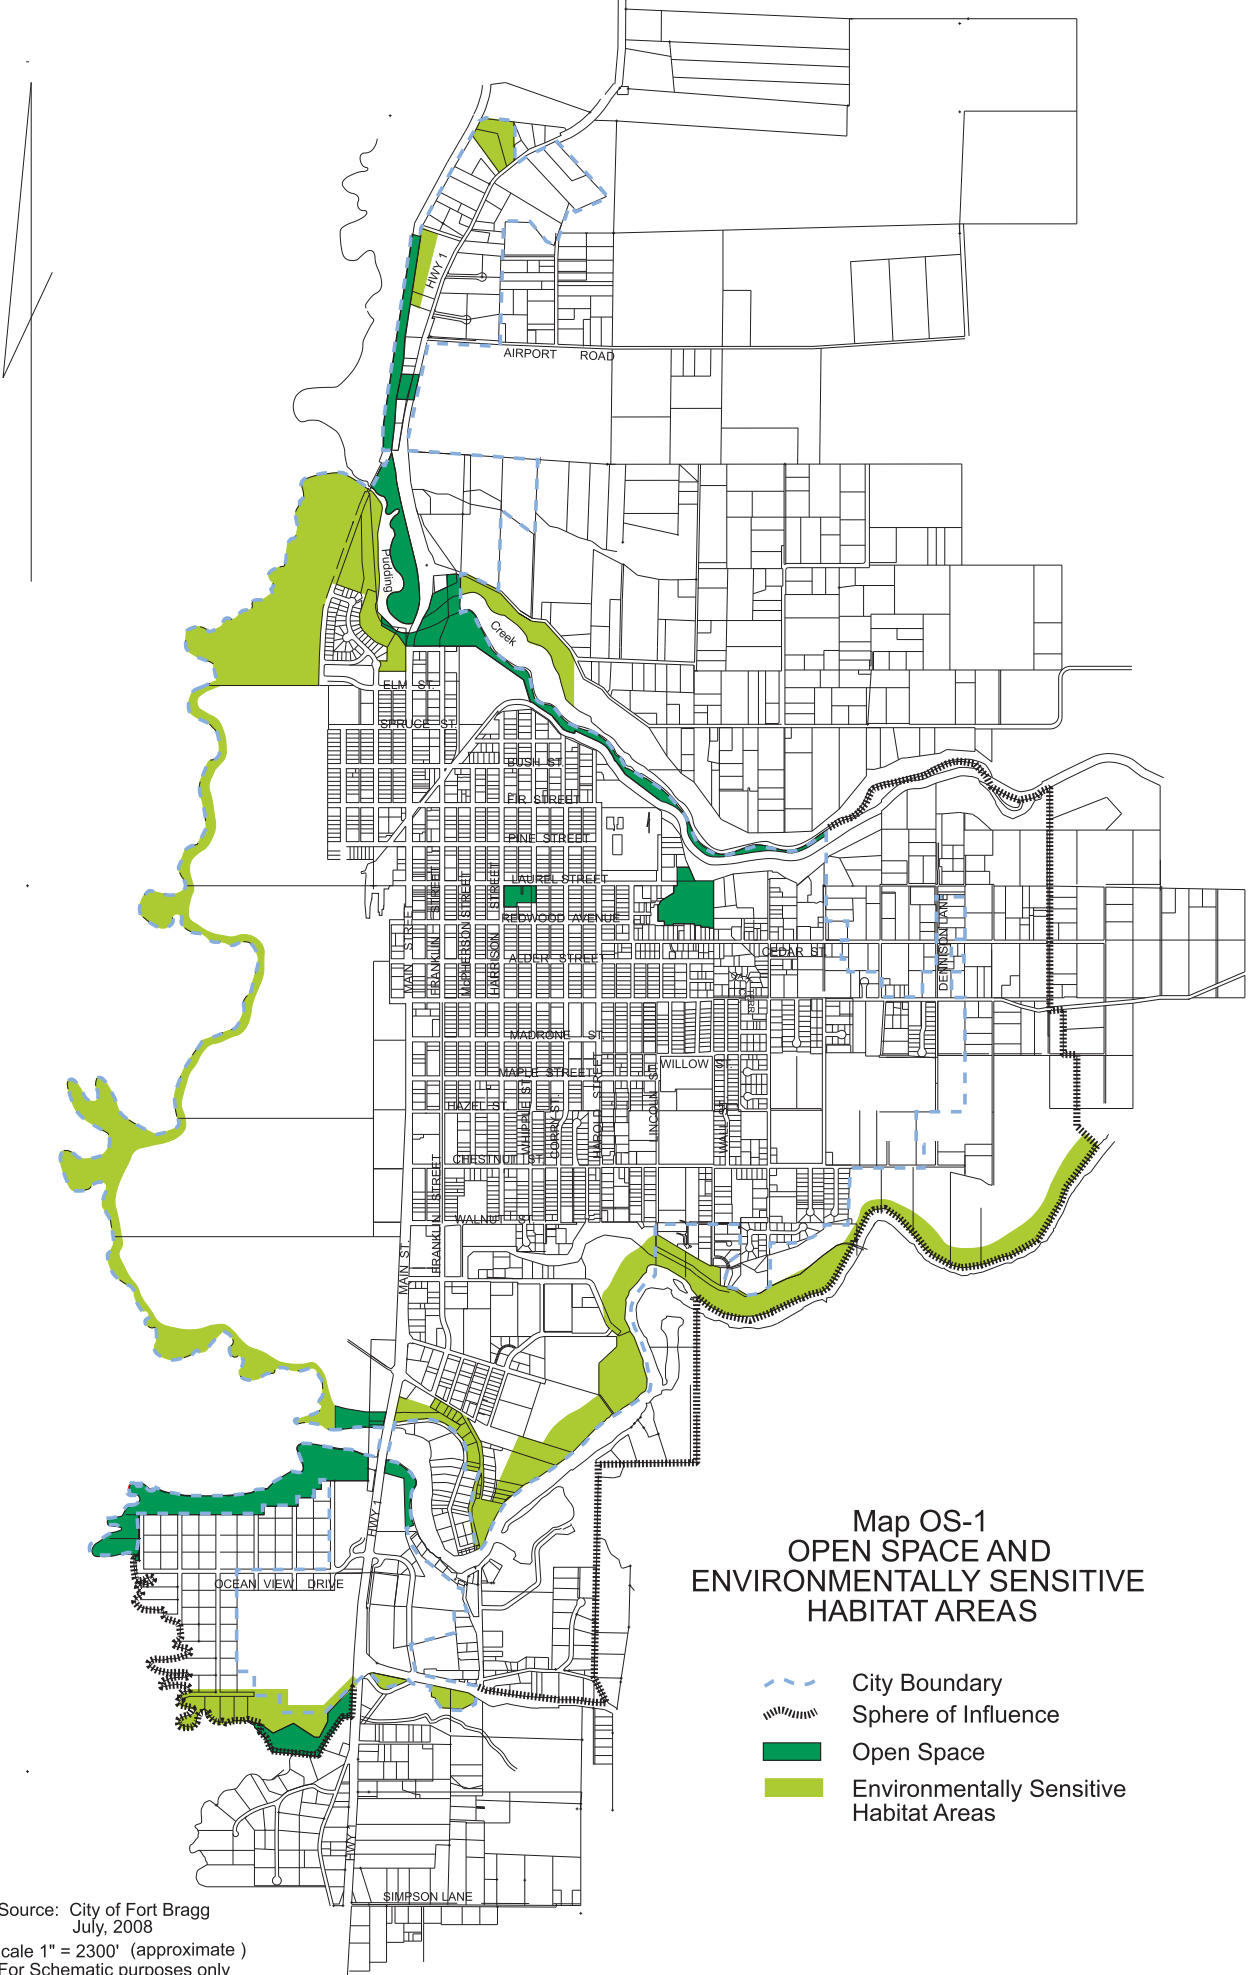 HWY 1
AIRPORT ROAD
Pudding
Creek
ELM ST.
SPRUCE ST.
BUSH ST.
FIR STREET
PINE STREET
LAUREL STREET
REDWOOD AVENUE
CEDAR ST.
ALDER STREET
MAIN STREET
FRANKLIN STREET
McPHERSON STREET
HARRISON STREET
DENNISON LANE
OAK
TERR.
MADRONE ST.
WILLOW ST.
MAPLE STREET
HAZEL ST.
WHIPPLE ST.
CORRY ST.
HAROLD STREET
LINCOLN ST.
WALL ST.
CHESTNUT ST.
WALNUT ST.
FRANKLIN STREET
MAIN ST.
HWY 1
OCEAN VIEW DRIVE
Map OS-1
OPEN SPACE AND
ENVIRONMENTALLY SENSITIVE
HABITAT AREAS
City Boundary
Sphere of Influence
Open Space
Environmentally Sensitive
Habitat Areas
HWY 1
SIMPSON LANE
Source: City of Fort Bragg
July, 2008
cale 1" = 2300' (approximate )
For Schematic purposes only